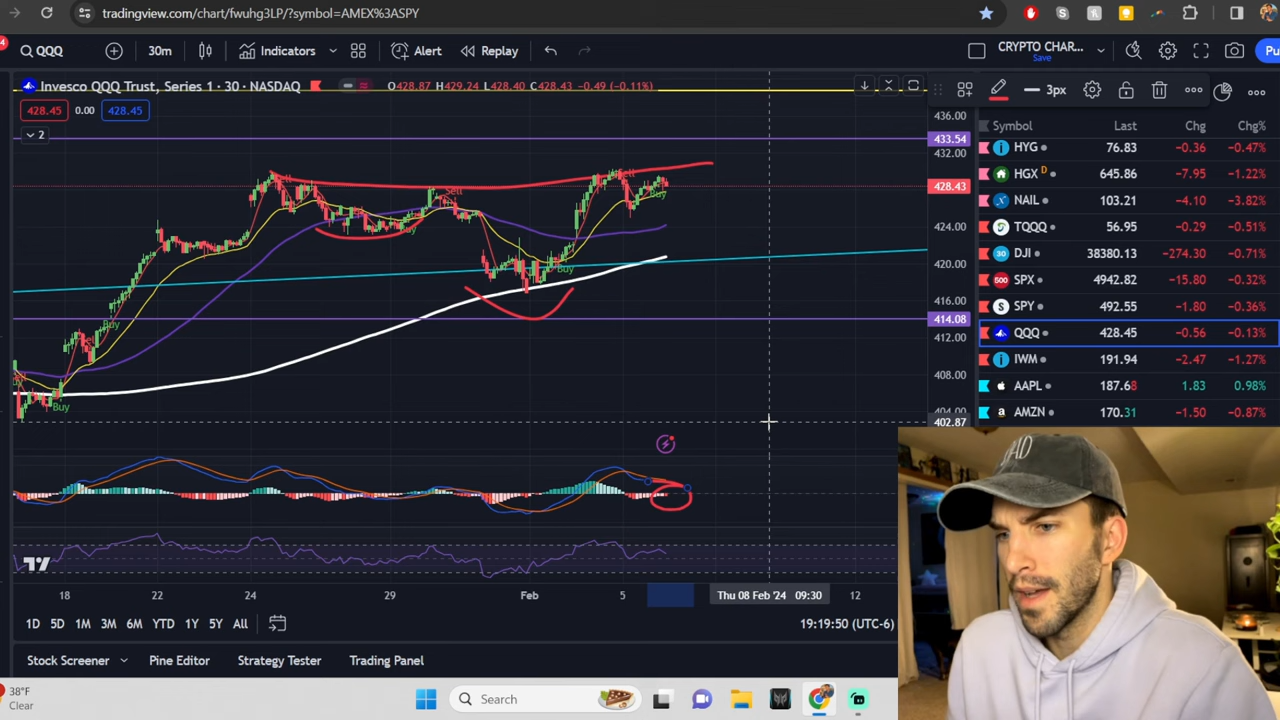 tradingview.com/chart/fwuhg3LP/?symbol=AMEX%3ASPY
QQQ 30m Indicators Alert Replay CRYPTO CHAR... Save Pu
Invesco QQQ Trust, Series 1 · 30 · NASDAQ O428.87 H429.24 L428.40 C428.43 −0.49 (−0.11%)
3px
428.45 0.00 428.45
2
436.00
433.54
432.00
428.43
424.00
420.00
416.00
414.08
412.00
408.00
404.00
402.87
Sell
Sell
Sell
Buy
Buy
Buy
Buy
Buy
Symbol Last Chg Chg%
HYG 76.83 −0.36 −0.47%
HGX D 645.86 −7.95 −1.22%
NAIL 103.21 −4.10 −3.82%
TQQQ 56.95 −0.29 −0.51%
DJI 38380.13 −274.30 −0.71%
SPX 4942.82 −15.80 −0.32%
SPY 492.55 −1.80 −0.36%
QQQ 428.45 −0.56 −0.13%
IWM 191.94 −2.47 −1.27%
AAPL 187.68 1.83 0.98%
AMZN 170.31 −1.50 −0.87%
18 22 24 29 Feb 5 Thu 08 Feb '24 09:30 12
1D 5D 1M 3M 6M YTD 1Y 5Y All 19:19:50 (UTC-6)
Stock Screener Pine Editor Strategy Tester Trading Panel
38°F
Clear
Search